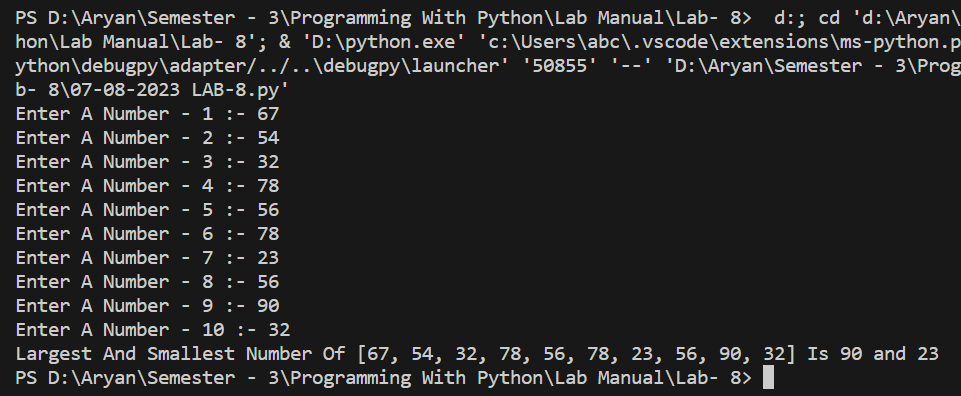 PS D:\Aryan\Semester - 3\Programming With Python\Lab Manual\Lab- 8>  d:; cd 'd:\Aryan\
hon\Lab Manual\Lab- 8'; & 'D:\python.exe' 'c:\Users\abc\.vscode\extensions\ms-python.p
ython\debugpy\adapter/../..\debugpy\launcher' '50855' '--' 'D:\Aryan\Semester - 3\Prog
b- 8\07-08-2023 LAB-8.py'
Enter A Number - 1 :- 67
Enter A Number - 2 :- 54
Enter A Number - 3 :- 32
Enter A Number - 4 :- 78
Enter A Number - 5 :- 56
Enter A Number - 6 :- 78
Enter A Number - 7 :- 23
Enter A Number - 8 :- 56
Enter A Number - 9 :- 90
Enter A Number - 10 :- 32
Largest And Smallest Number Of [67, 54, 32, 78, 56, 78, 23, 56, 90, 32] Is 90 and 23
PS D:\Aryan\Semester - 3\Programming With Python\Lab Manual\Lab- 8>